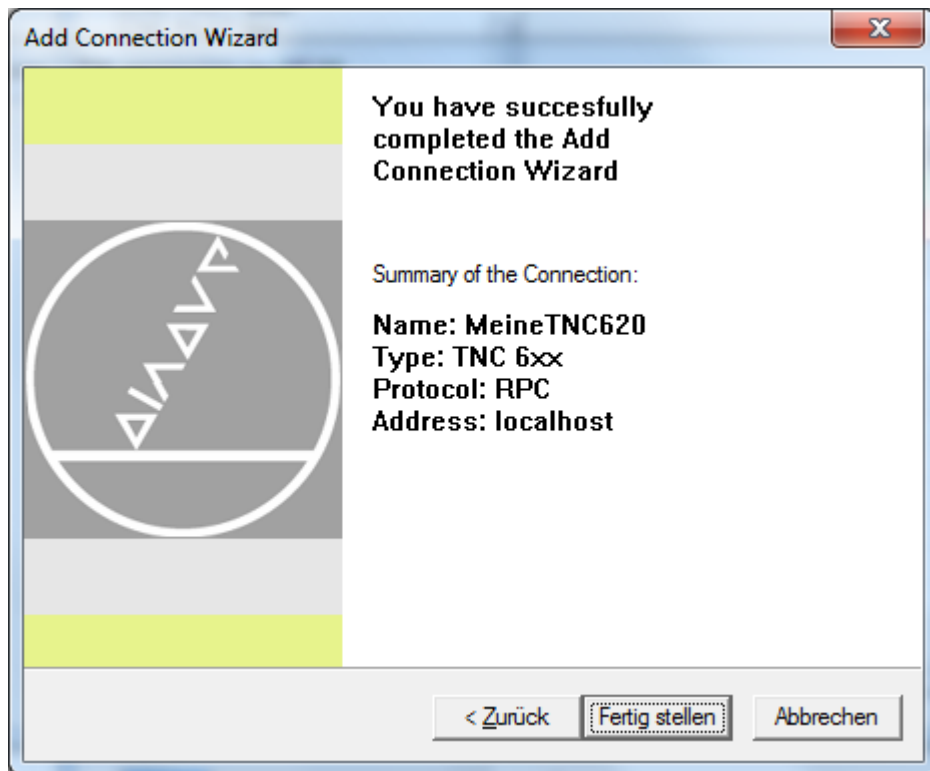 Add Connection Wizard
You have succesfully
completed the Add
Connection Wizard
Summary of the Connection:
Name: MeineTNC620
Type: TNC 6xx
Protocol: RPC
Address: localhost
< Zurück
Fertig stellen
Abbrechen